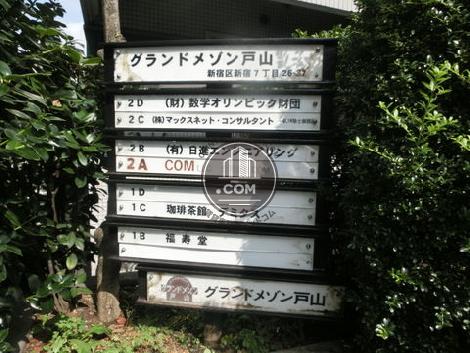 グランドメゾン戸山
新宿区新宿7丁目26-37
2D （財）数学オリンピック財団
2C （株）マックスネット・コンサルタント
2B （有）日進エ
2A COM
.COM
1D
1C 珈琲茶館
1B 福寿堂
グランドメゾン戸山